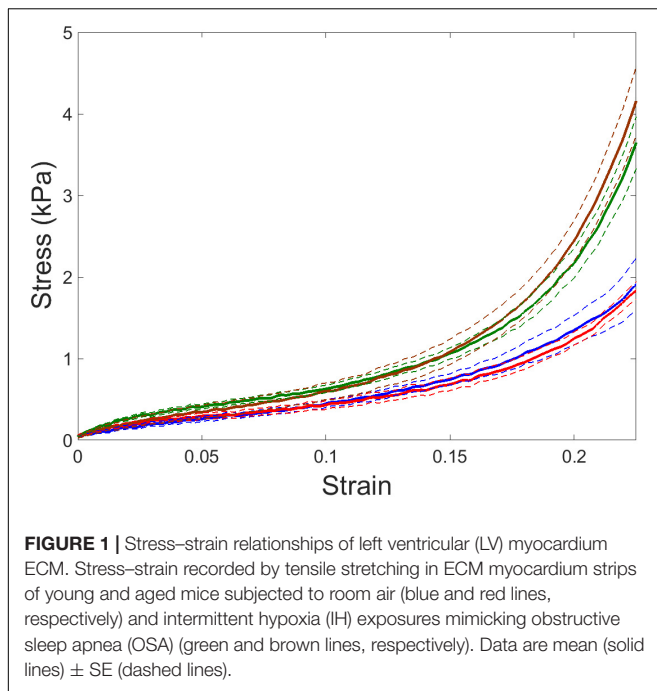 5
4
3
2
1
0
Stress (kPa)
0 0.05 0.1 0.15 0.2
Strain
FIGURE 1 | Stress–strain relationships of left ventricular (LV) myocardium
ECM. Stress–strain recorded by tensile stretching in ECM myocardium strips
of young and aged mice subjected to room air (blue and red lines,
respectively) and intermittent hypoxia (IH) exposures mimicking obstructive
sleep apnea (OSA) (green and brown lines, respectively). Data are mean (solid
lines) ± SE (dashed lines).